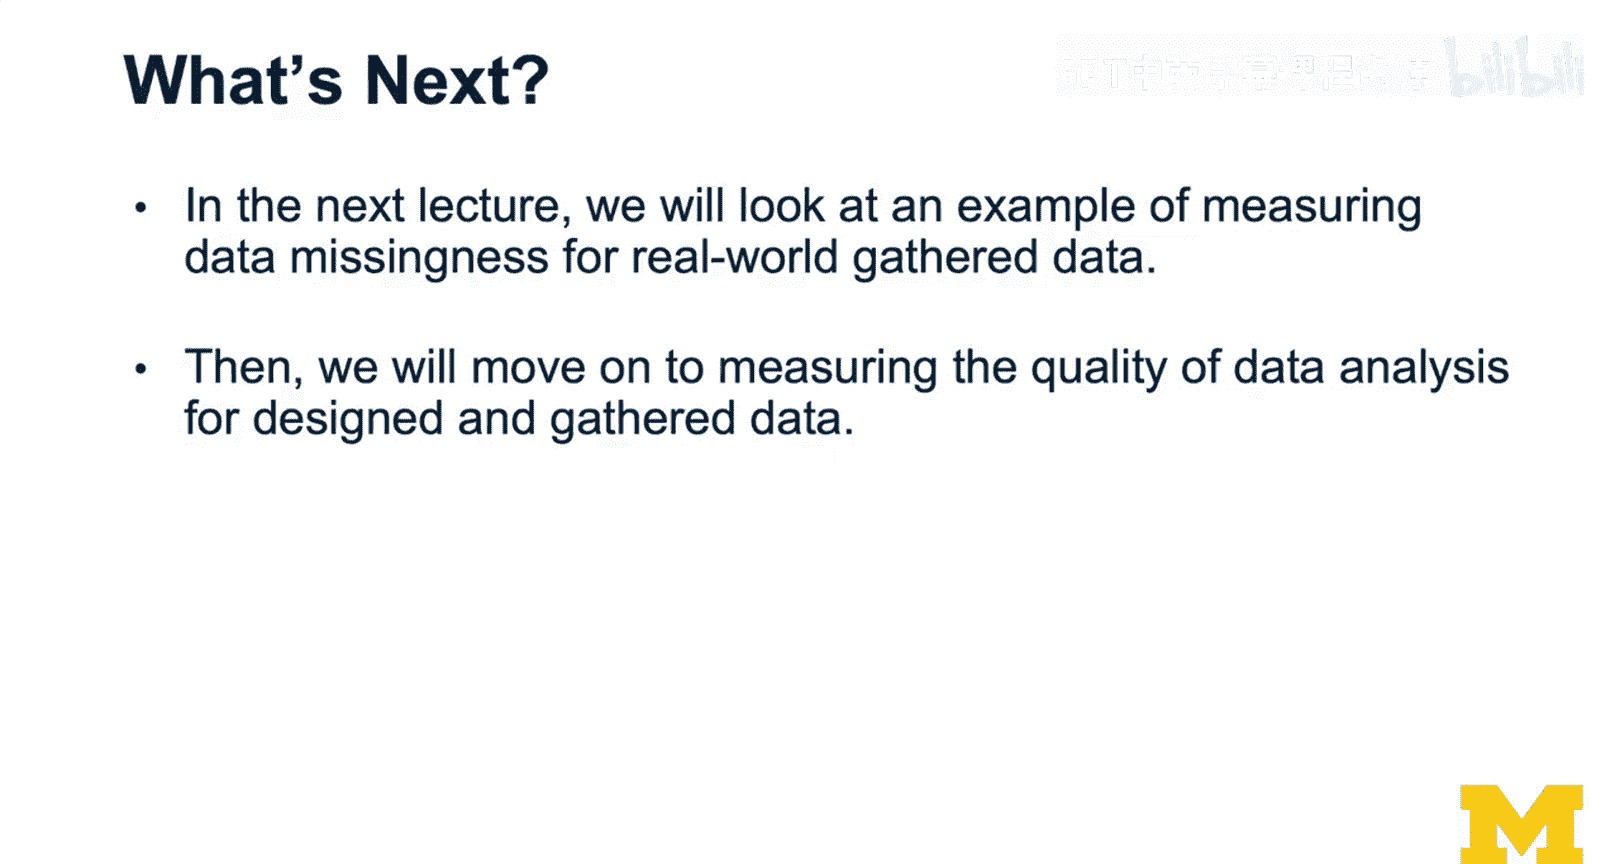 What’s Next?
bilibili
• In the next lecture, we will look at an example of measuring
data missingness for real-world gathered data.
• Then, we will move on to measuring the quality of data analysis
for designed and gathered data.
M